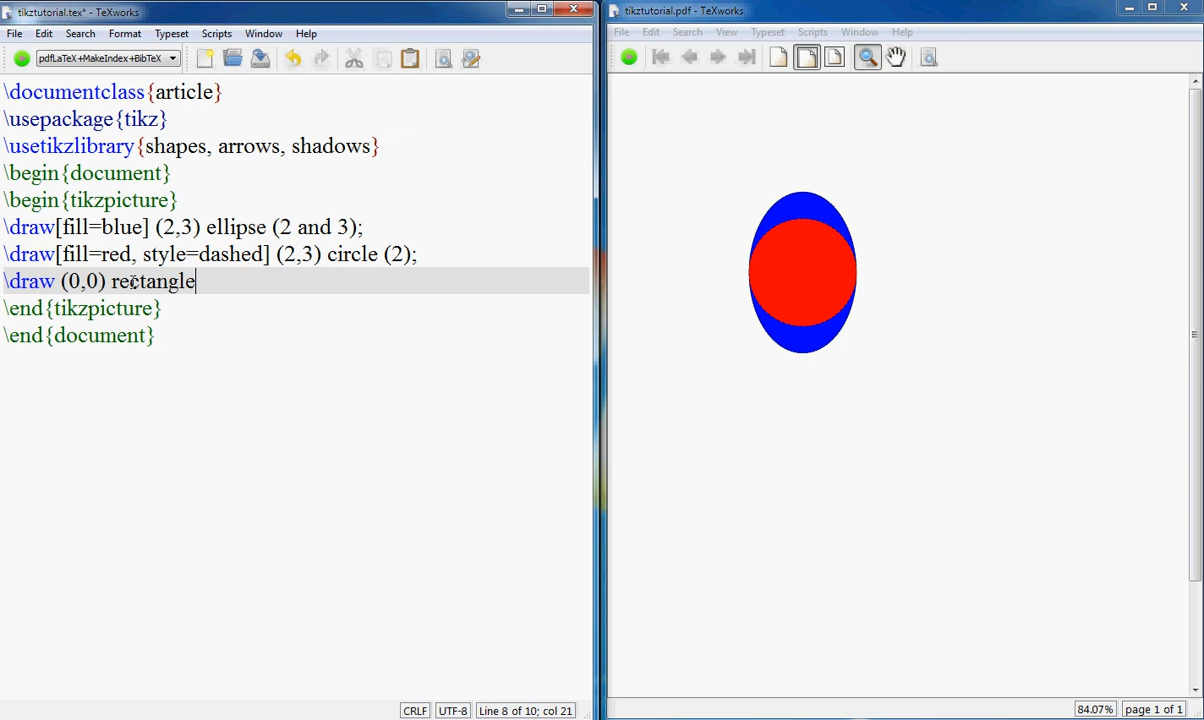 tikztutorial.tex* - TeXworks
File Edit Search Format Typeset Scripts Window Help
pdfLaTeX+MakeIndex+BibTeX
\documentclass{article}
\usepackage{tikz}
\usetikzlibrary{shapes, arrows, shadows}
\begin{document}
\begin{tikzpicture}
\draw[fill=blue] (2,3) ellipse (2 and 3);
\draw[fill=red, style=dashed] (2,3) circle (2);
\draw (0,0) rectangle
\end{tikzpicture}
\end{document}
CRLF UTF-8 Line 8 of 10; col 21
tikztutorial.pdf - TeXworks
File Edit Search View Typeset Scripts Window Help
84.07% page 1 of 1